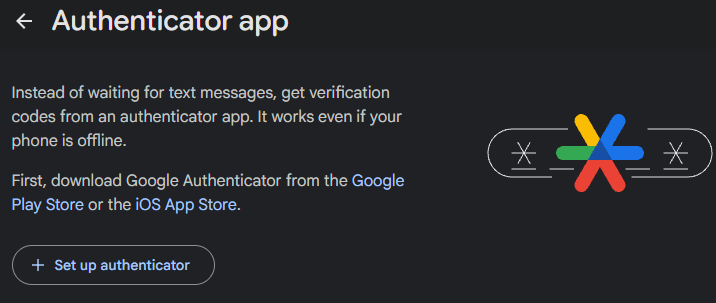 Authenticator app
Instead of waiting for text messages, get verification
codes from an authenticator app. It works even if your
phone is offline.
First, download Google Authenticator from the Google
Play Store or the iOS App Store.
+ Set up authenticator